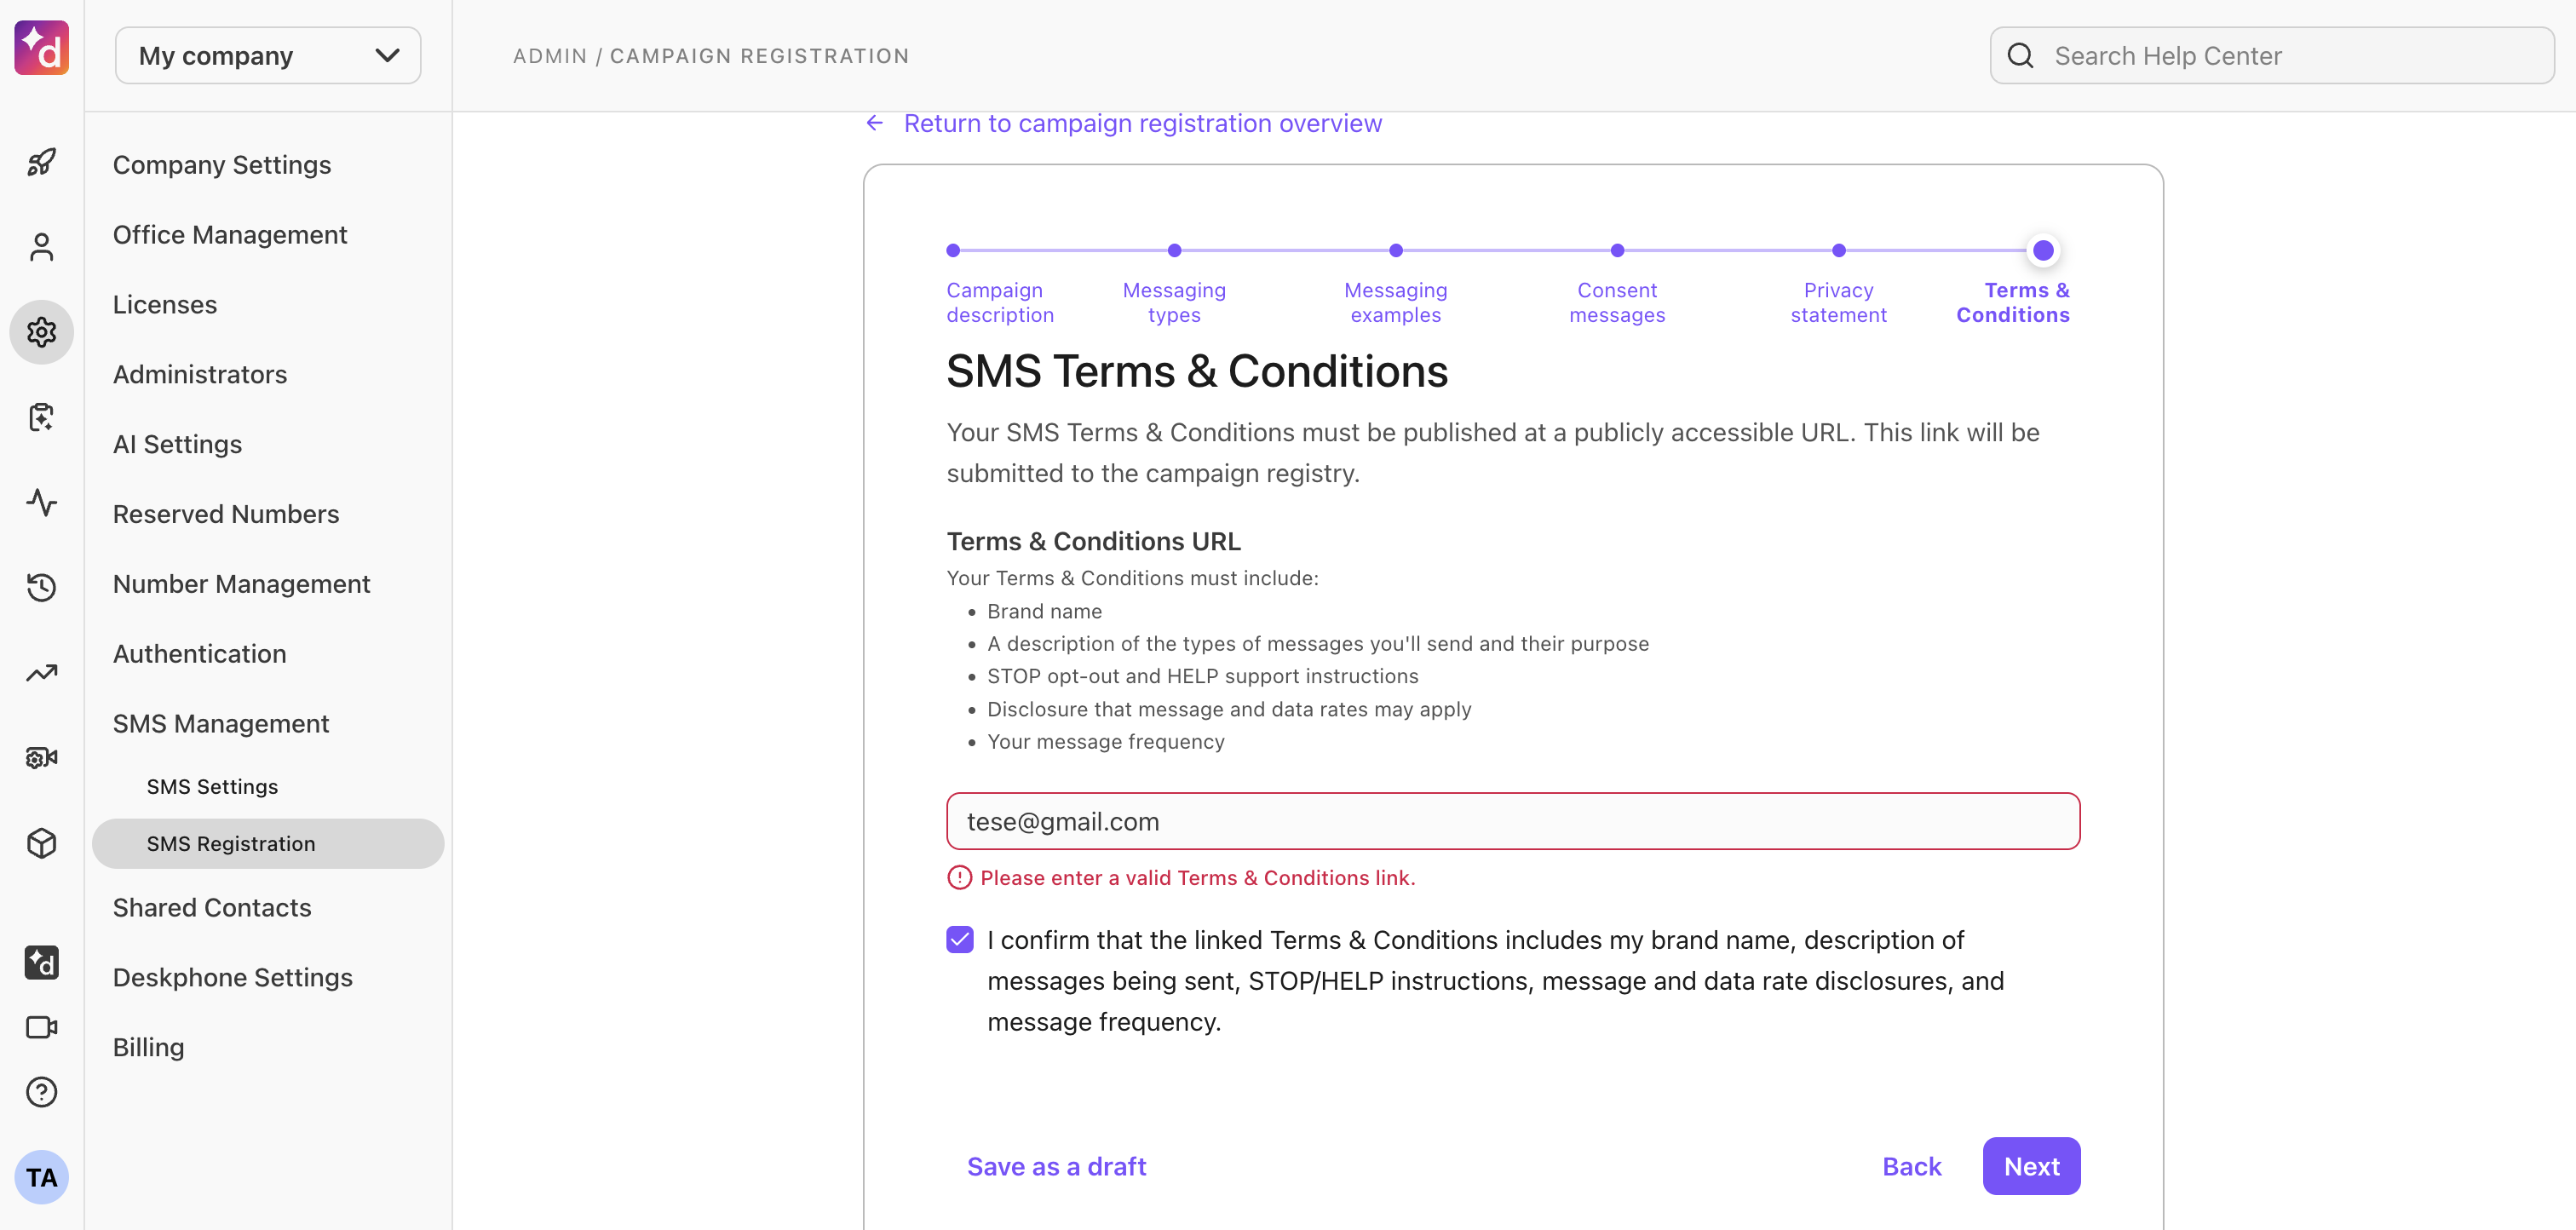 d
My company
ADMIN / CAMPAIGN REGISTRATION
Search Help Center
Company Settings
Office Management
Licenses
Administrators
AI Settings
Reserved Numbers
Number Management
Authentication
SMS Management
SMS Settings
SMS Registration
Shared Contacts
Deskphone Settings
Billing
d
TA
Return to campaign registration overview
Campaign
description
Messaging
types
Messaging
examples
Consent
messages
Privacy
statement
Terms &
Conditions
SMS Terms & Conditions
Your SMS Terms & Conditions must be published at a publicly accessible URL. This link will be
submitted to the campaign registry.
Terms & Conditions URL
Your Terms & Conditions must include:
• Brand name
• A description of the types of messages you'll send and their purpose
• STOP opt-out and HELP support instructions
• Disclosure that message and data rates may apply
• Your message frequency
tese@gmail.com
Please enter a valid Terms & Conditions link.
I confirm that the linked Terms & Conditions includes my brand name, description of
messages being sent, STOP/HELP instructions, message and data rate disclosures, and
message frequency.
Save as a draft
Back
Next